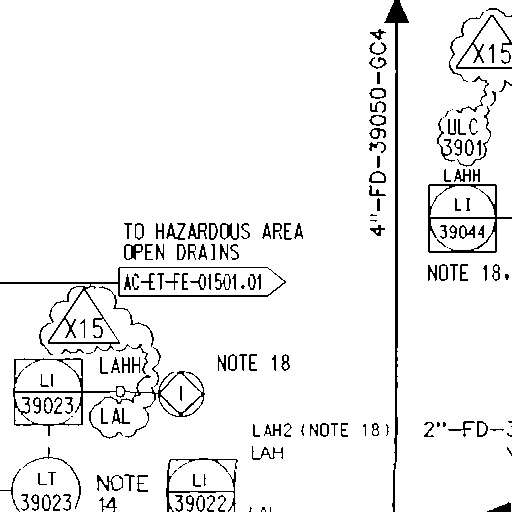 X15
4"-FD-39050-GC4
ULC
3901
LAHH
LI
39044
NOTE 18.
TO HAZARDOUS AREA
OPEN DRAINS
AC-ET-FE-01501.01
X15
LAHH
NOTE 18
LI
39023
I
LAL
LAH2 (NOTE 18)
2"-FD-3
LAH
LT
39023
NOTE
14
LI
39022
LAL